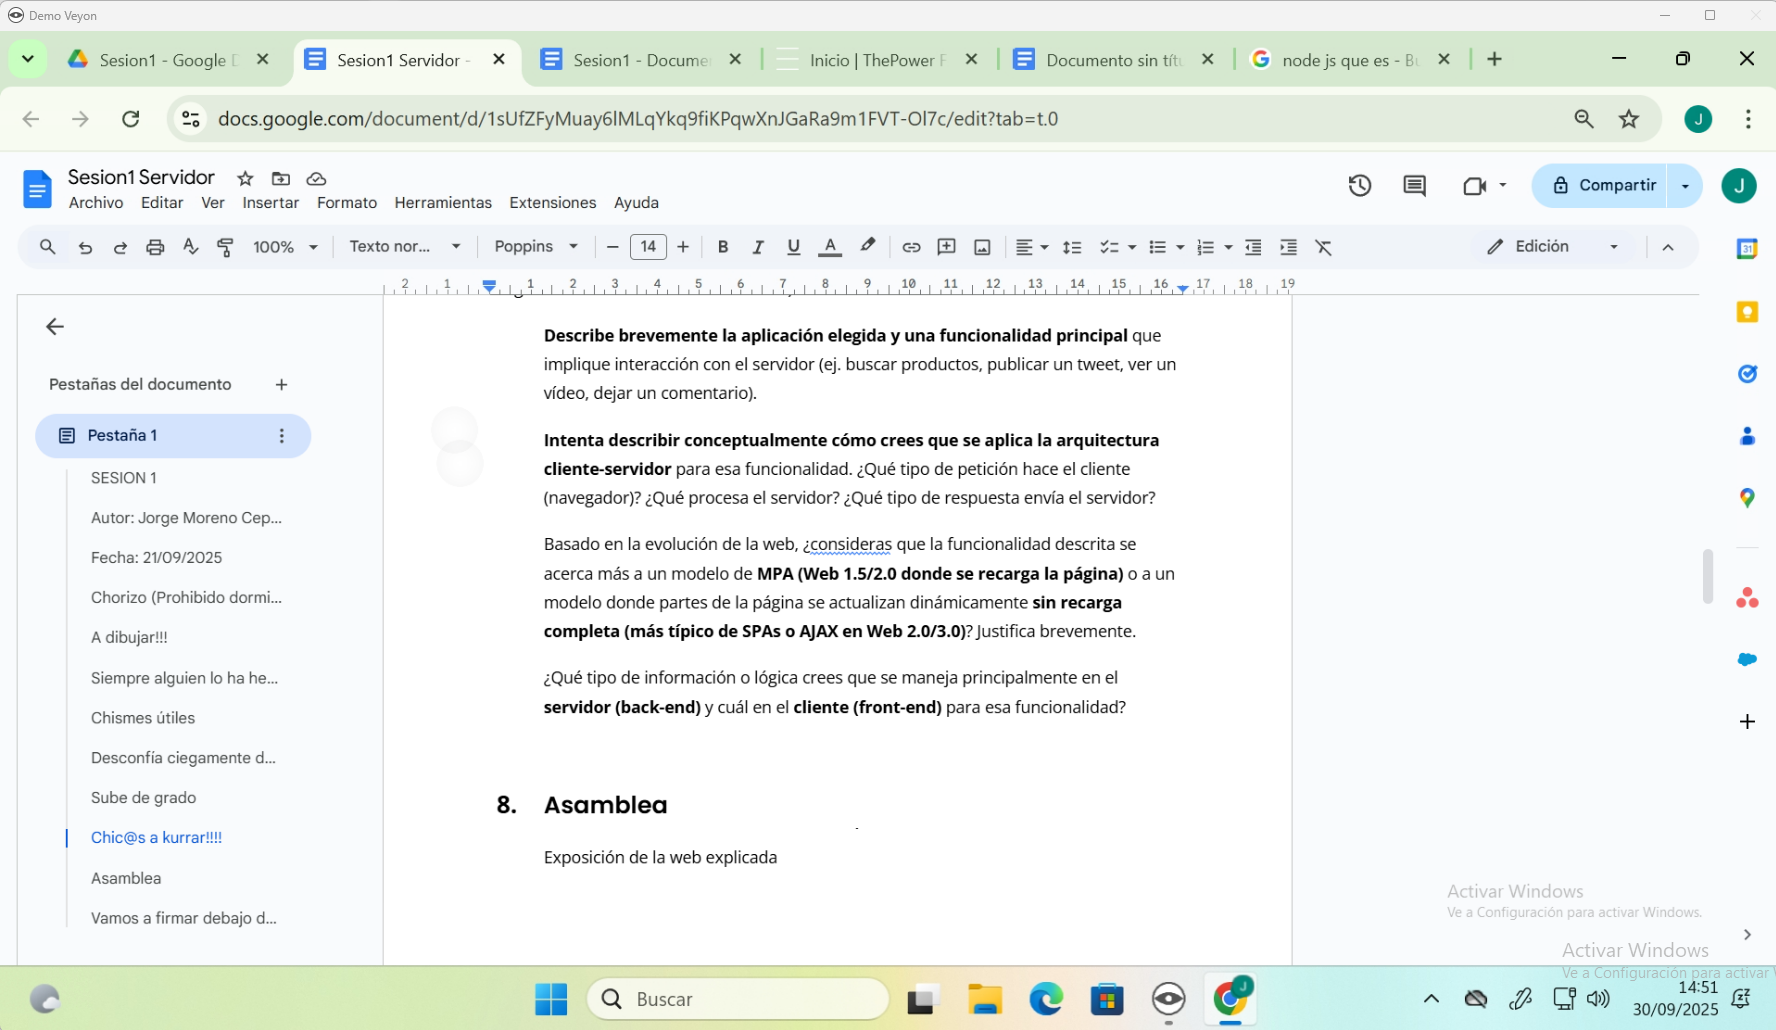 Demo Veyon
Sesion1 - Google D
Sesion1 Servidor -
Sesion1 - Docume
Inicio | ThePower F
Documento sin títu
node js que es - Bu
docs.google.com/document/d/1sUfZFyMuay6lMLqYkq9fiKPqwXnJGaRa9m1FVT-Ol7c/edit?tab=t.0
J
Sesion1 Servidor
Archivo Editar Ver Insertar Formato Herramientas Extensiones Ayuda
Compartir
J
100% Texto nor... Poppins 14 B I U A Edición
31
2 1 1 2 3 4 5 6 7 8 9 10 11 12 13 14 15 16 17 18 19
Pestañas del documento
Pestaña 1
SESION 1
Autor: Jorge Moreno Cep...
Fecha: 21/09/2025
Chorizo (Prohibido dormi...
A dibujar!!!
Siempre alguien lo ha he...
Chismes útiles
Desconfía ciegamente d...
Sube de grado
Chic@s a kurrar!!!!
Asamblea
Vamos a firmar debajo d...
Describe brevemente la aplicación elegida y una funcionalidad principal que
implique interacción con el servidor (ej. buscar productos, publicar un tweet, ver un
vídeo, dejar un comentario).
Intenta describir conceptualmente cómo crees que se aplica la arquitectura
cliente-servidor para esa funcionalidad. ¿Qué tipo de petición hace el cliente
(navegador)? ¿Qué procesa el servidor? ¿Qué tipo de respuesta envía el servidor?
Basado en la evolución de la web, ¿consideras que la funcionalidad descrita se
acerca más a un modelo de MPA (Web 1.5/2.0 donde se recarga la página) o a un
modelo donde partes de la página se actualizan dinámicamente sin recarga
completa (más típico de SPAs o AJAX en Web 2.0/3.0)? Justifica brevemente.
¿Qué tipo de información o lógica crees que se maneja principalmente en el
servidor (back-end) y cuál en el cliente (front-end) para esa funcionalidad?
8. Asamblea
Exposición de la web explicada
Activar Windows
Ve a Configuración para activar Windows.
Activar Windows
Ve a Configuración para activar
Buscar
J
14:51
30/09/2025